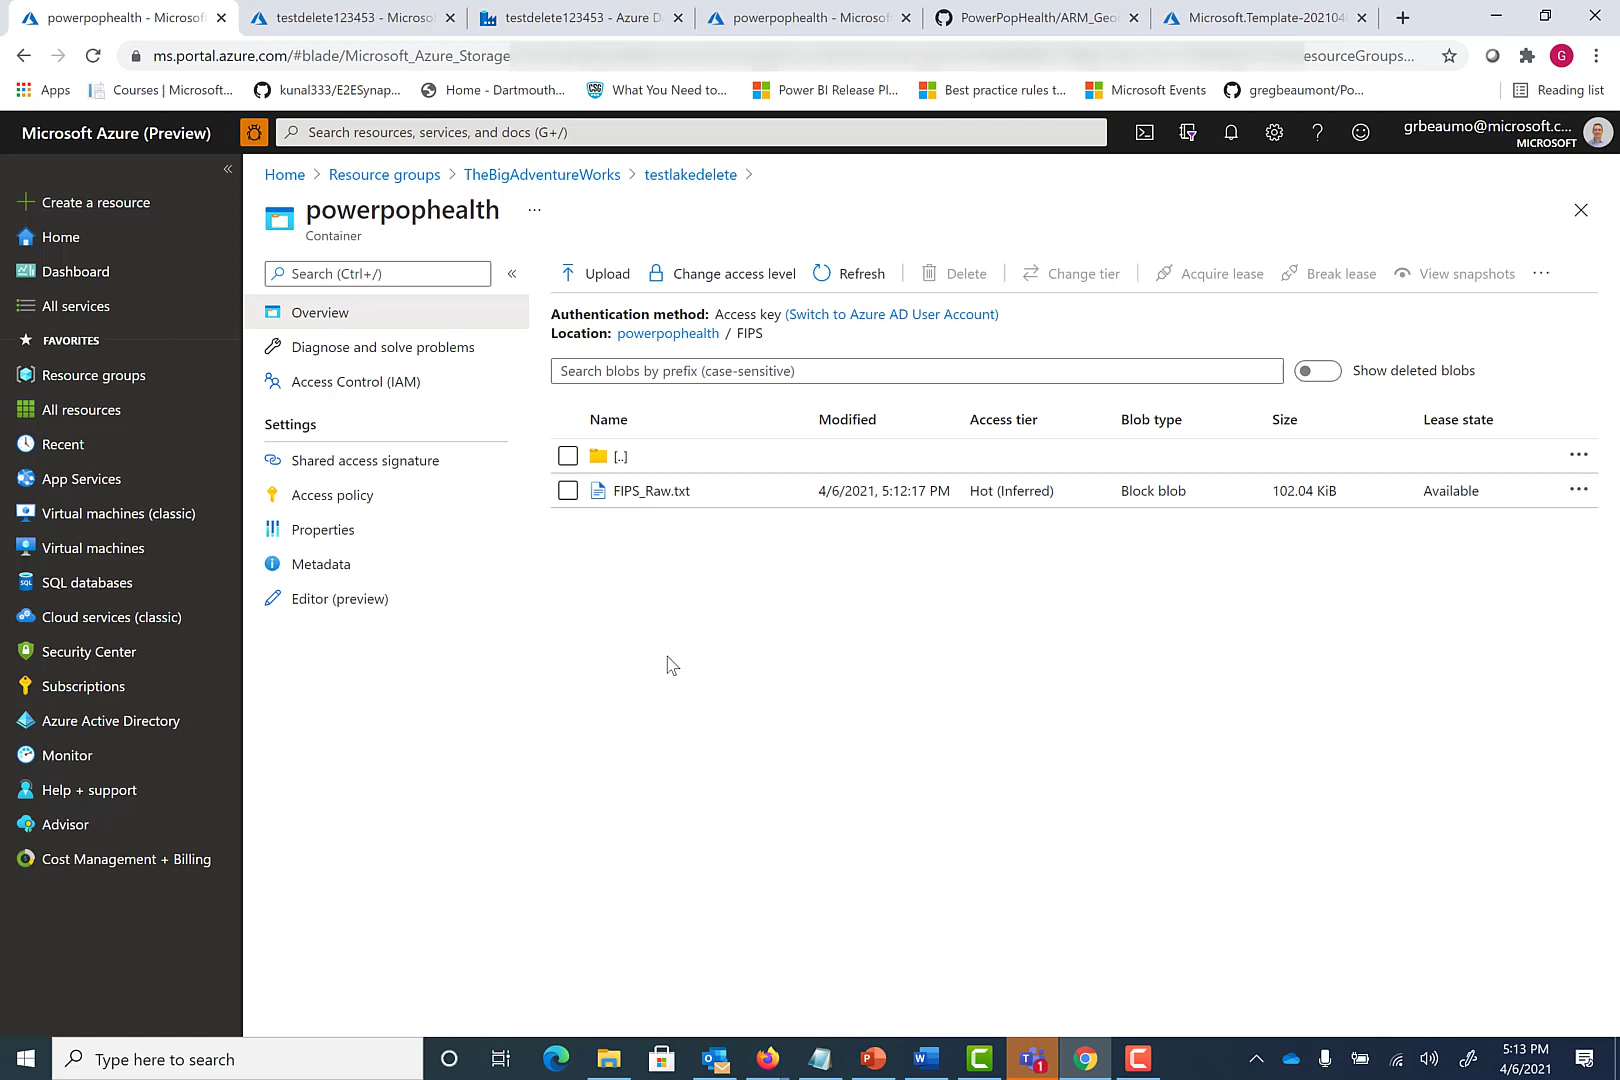 powerpophealth - Microsof
testdelete123453 - Microso
testdelete123453 - Azure D
powerpophealth - Microsof
PowerPopHealth/ARM_Geo
Microsoft.Template-202104
ms.portal.azure.com/#blade/Microsoft_Azure_Storage
esourceGroups...
G
Apps
Courses | Microsoft...
kunal333/E2ESynap...
Home - Dartmouth...
What You Need to...
Power BI Release Pl...
Best practice rules t...
Microsoft Events
gregbeaumont/Po...
Reading list
Microsoft Azure (Preview)
Search resources, services, and docs (G+/)
grbeaumo@microsoft.c...
MICROSOFT
Create a resource
Home
Dashboard
All services
FAVORITES
Resource groups
All resources
Recent
App Services
Virtual machines (classic)
Virtual machines
SQL databases
Cloud services (classic)
Security Center
Subscriptions
Azure Active Directory
Monitor
Help + support
Advisor
Cost Management + Billing
Home > Resource groups > TheBigAdventureWorks > testlakedelete >
powerpophealth ...
Container
Search (Ctrl+/)
Overview
Diagnose and solve problems
Access Control (IAM)
Settings
Shared access signature
Access policy
Properties
Metadata
Editor (preview)
Upload Change access level Refresh Delete Change tier Acquire lease Break lease View snapshots ...
Authentication method: Access key (Switch to Azure AD User Account)
Location: powerpophealth / FIPS
Search blobs by prefix (case-sensitive)
Show deleted blobs
Name Modified Access tier Blob type Size Lease state
[..]
FIPS_Raw.txt 4/6/2021, 5:12:17 PM Hot (Inferred) Block blob 102.04 KiB Available
Type here to search
5:13 PM
4/6/2021